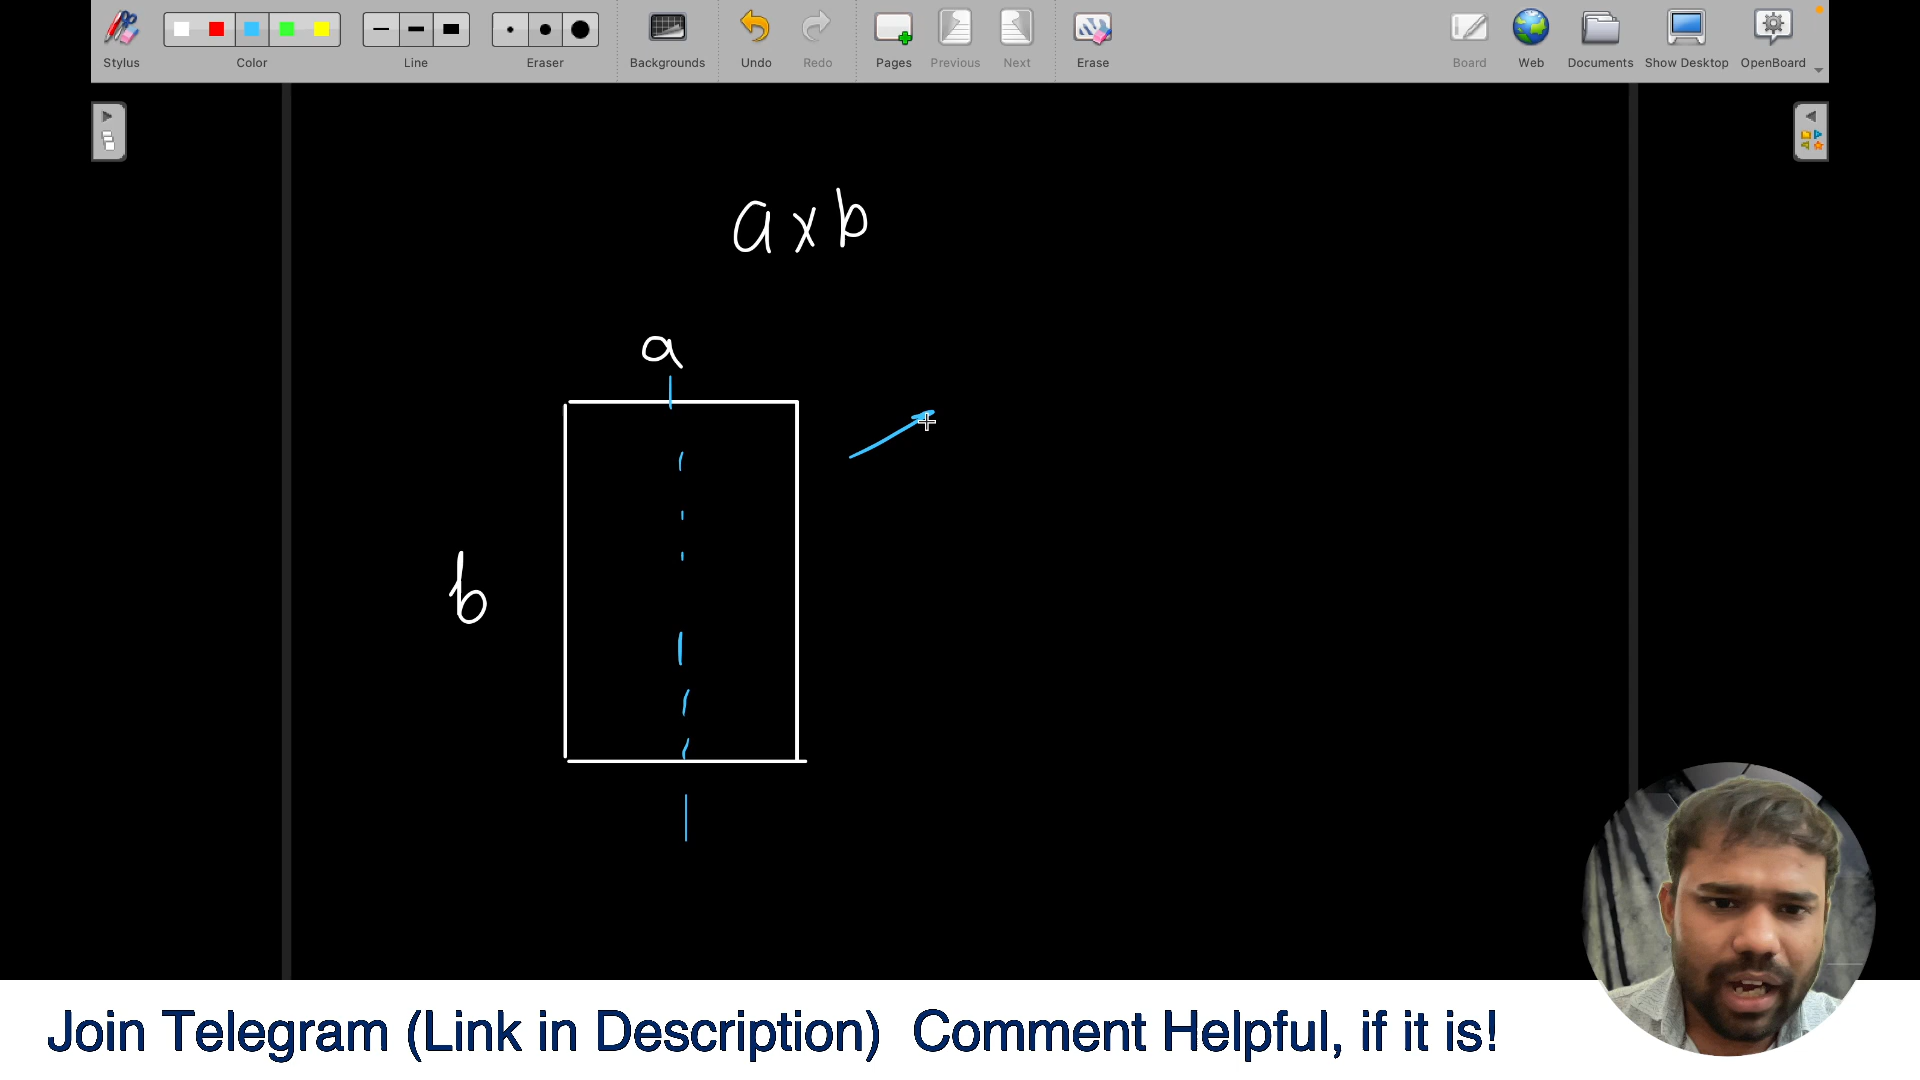 Stylus Color Line Eraser Backgrounds Undo Redo Pages Previous Next Erase Board Web Documents Show Desktop OpenBoard
a x b
a
b
Join Telegram (Link in Description) Comment Helpful, if it is!